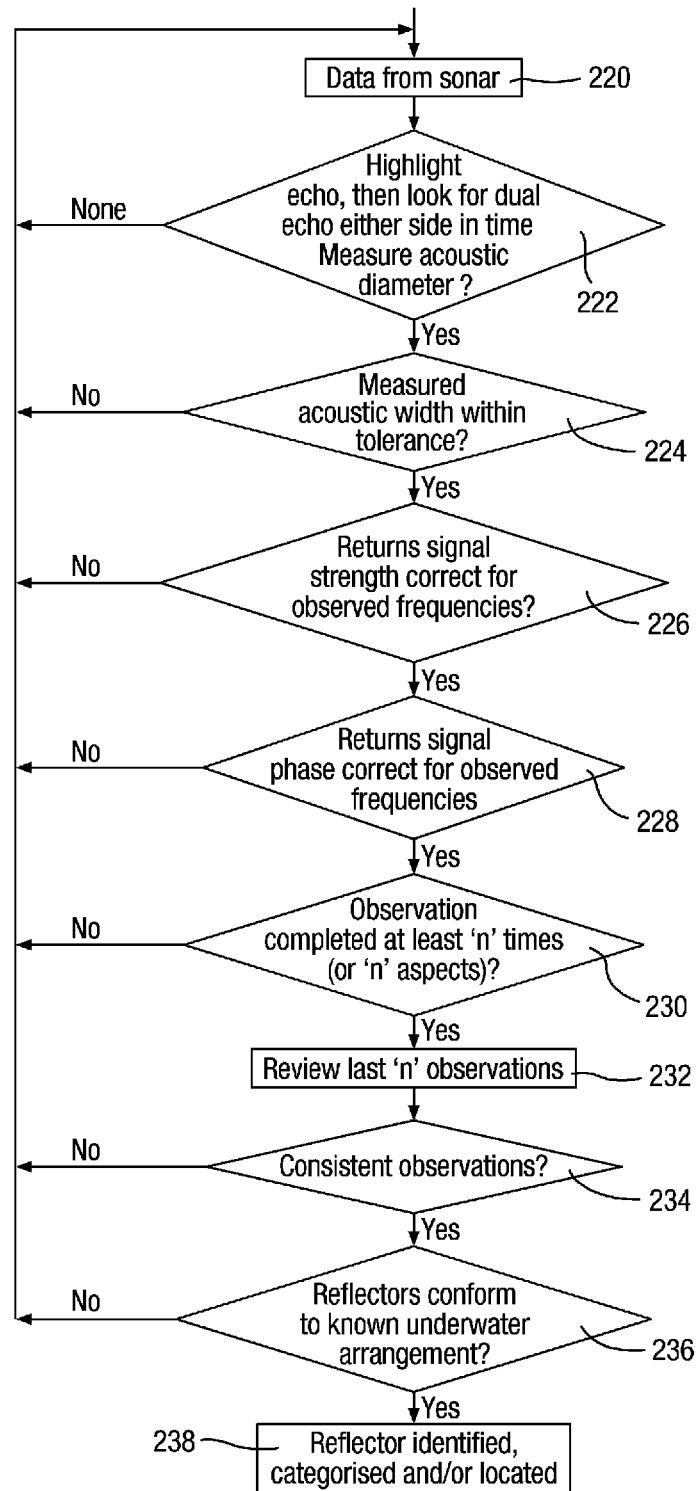 Data from sonar
220
Highlight
echo, then look for dual
echo either side in time
Measure acoustic
diameter ?
222
None
Yes
Measured
acoustic width within
tolerance?
224
No
Yes
Returns signal
strength correct for
observed frequencies?
226
No
Yes
Returns signal
phase correct for observed
frequencies
228
No
Yes
Observation
completed at least ‘n’ times
(or ‘n’ aspects)?
230
No
Yes
Review last ‘n’ observations
232
Consistent observations?
234
No
Yes
Reflectors conform
to known underwater
arrangement?
236
No
Yes
238
Reflector identified,
categorised and/or located